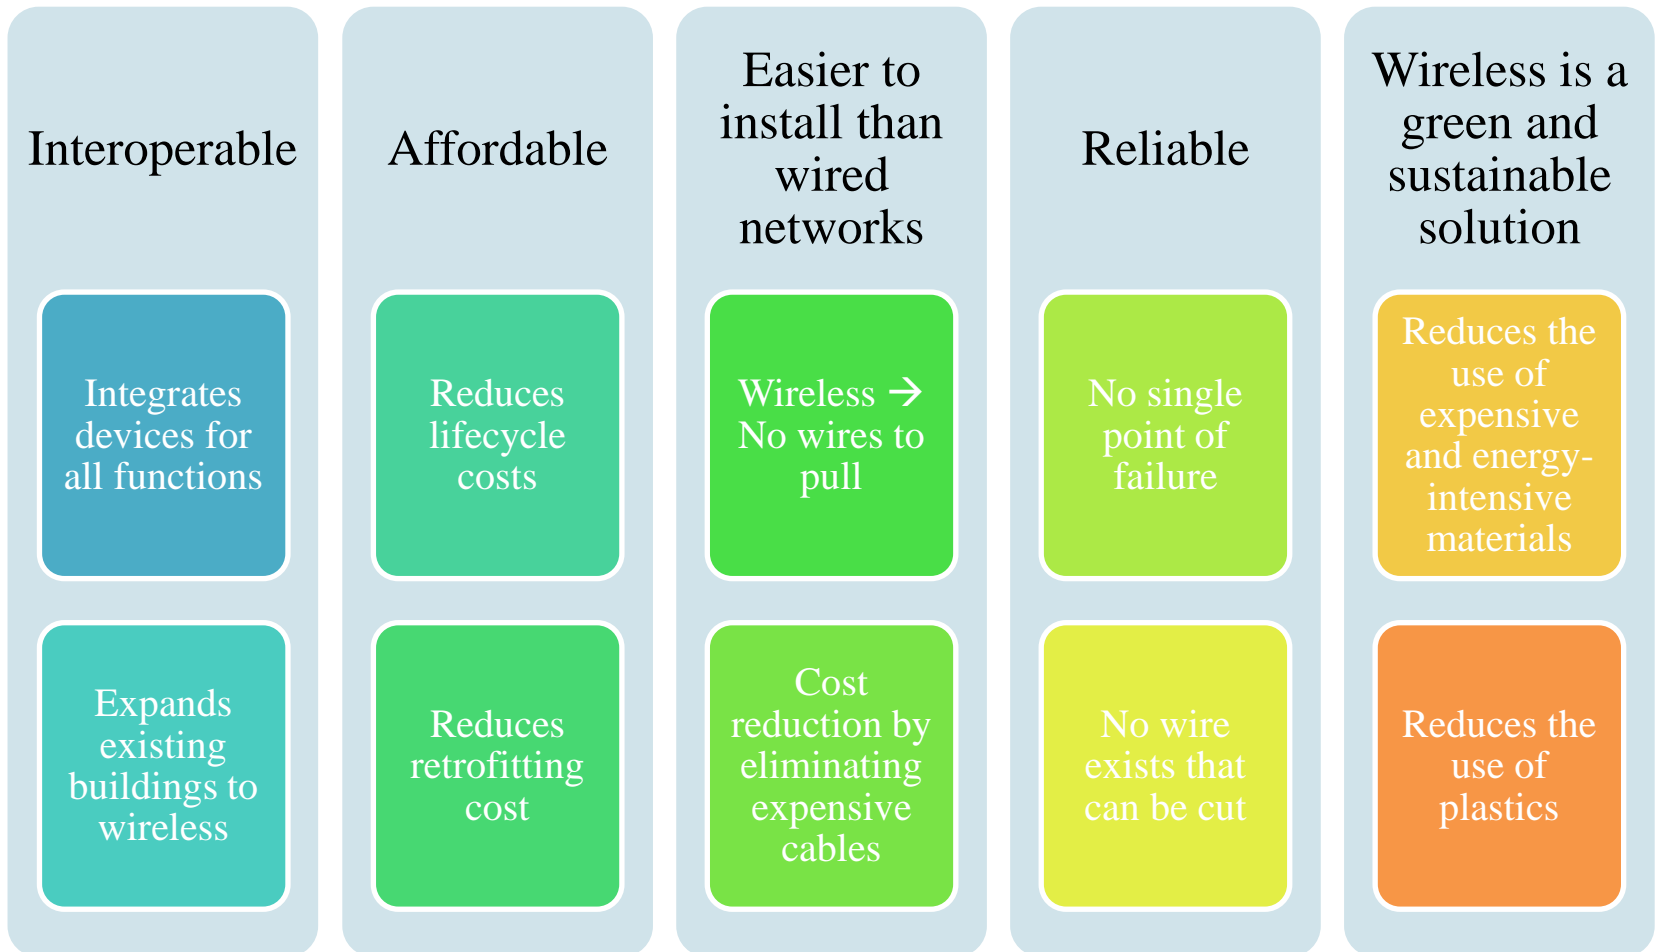 Interoperable
Integrates
devices for
all functions
Expands
existing
buildings to
wireless
Affordable
Reduces
lifecycle
costs
Reduces
retrofitting
cost
Easier to
install than
wired
networks
Wireless →
No wires to
pull
Cost
reduction by
eliminating
expensive
cables
Reliable
No single
point of
failure
No wire
exists that
can be cut
Wireless is a
green and
sustainable
solution
Reduces the
use of
expensive
and energy-
intensive
materials
Reduces the
use of
plastics